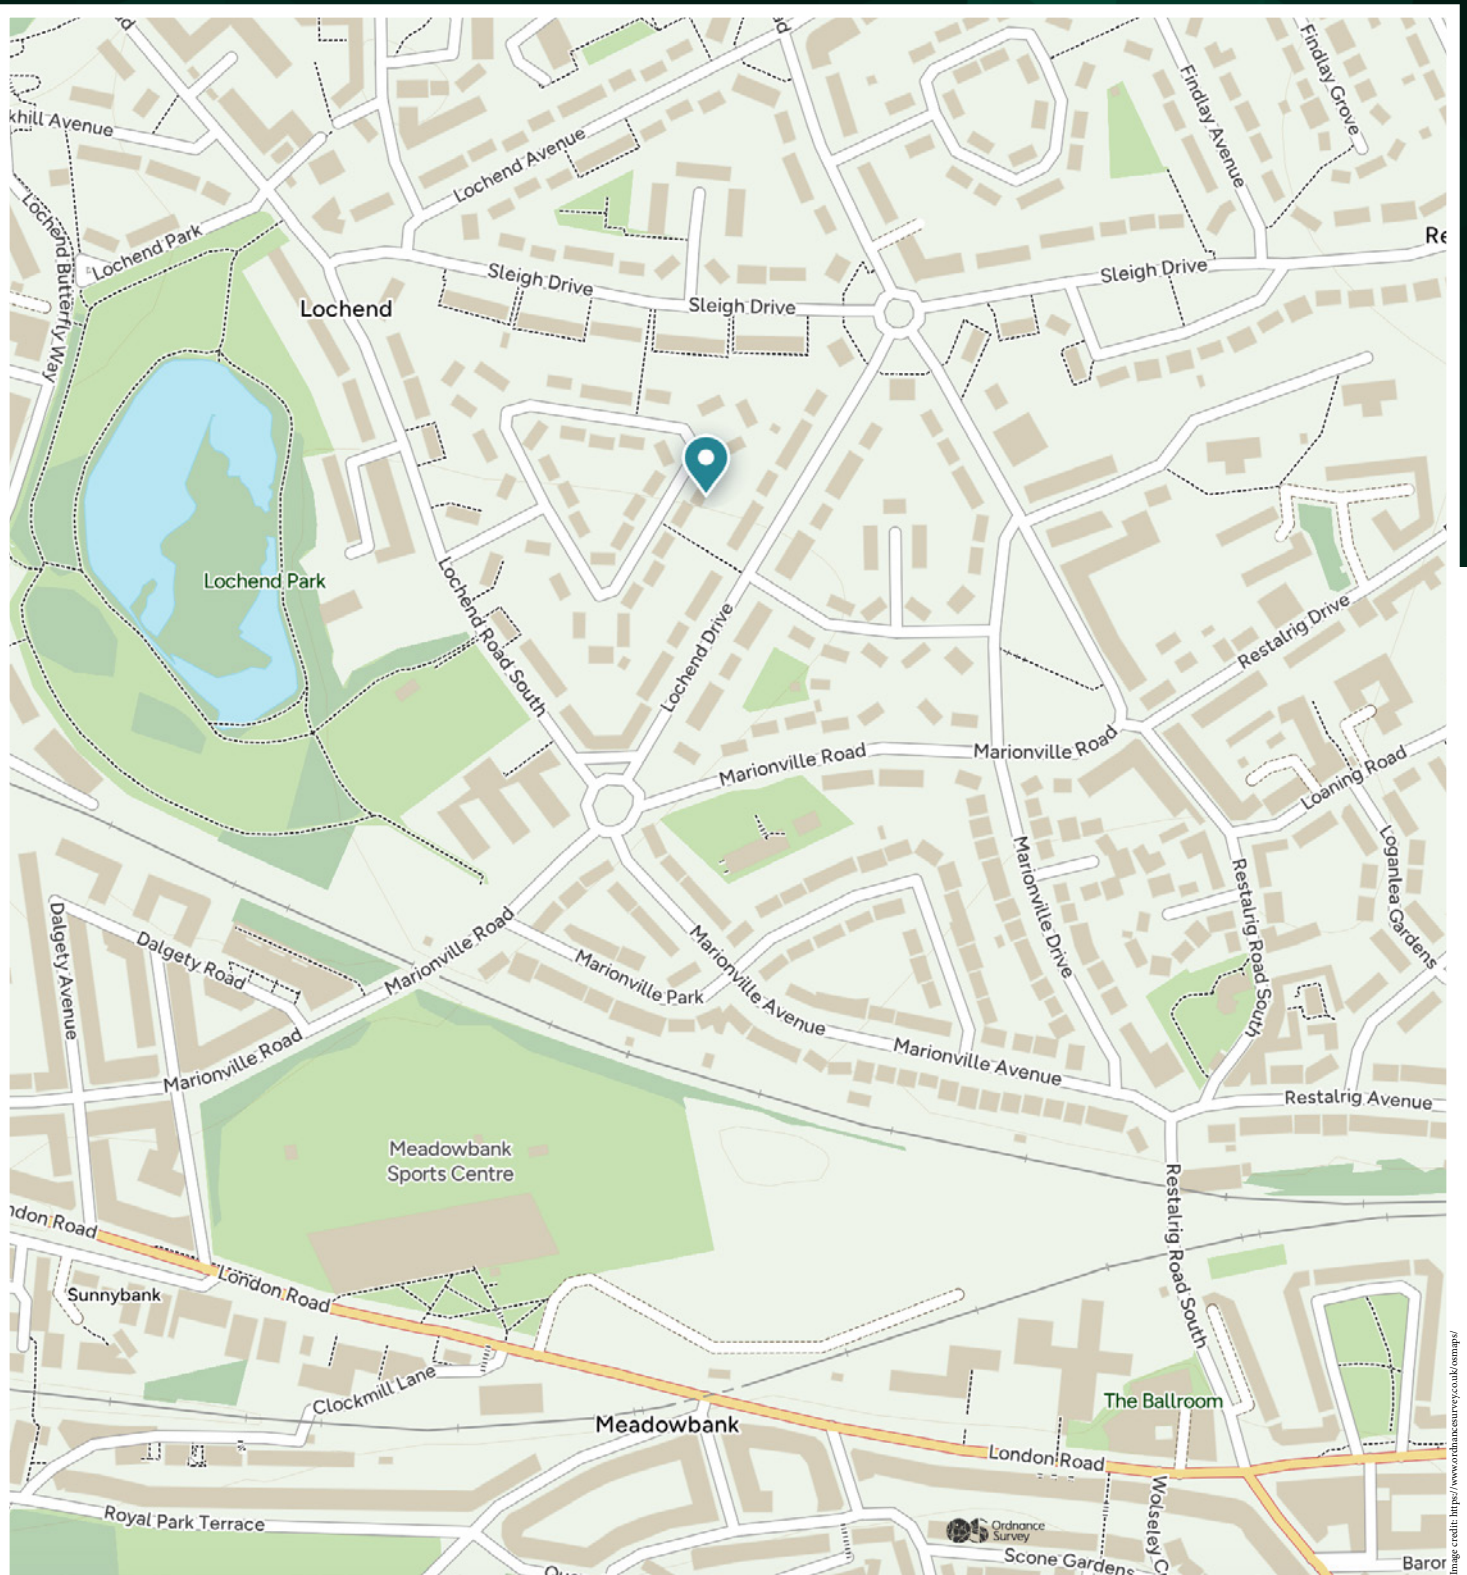 khill Avenue
Lochend Butterfly Way
Lochend Park
Lochend Avenue
Findlay Avenue
Findlay Grove
Re
Sleigh Drive
Sleigh Drive
Sleigh Drive
Lochend
Lochend Park
Lochend Road South
Lochend Drive
Restalrig Drive
Marionville Road
Marionville Road
Loaning Road
Loganlea Gardens
Marionville Drive
Restalrig Road South
Dalgety Avenue
Dalgety Road
Marionville Road
Marionville Park
Marionville Avenue
Marionville Road
Marionville Avenue
Restalrig Avenue
Meadowbank
Sports Centre
Restalrig Road South
ndon Road
London Road
Sunnybank
Clockmill Lane
The Ballroom
Meadowbank
London Road
Wolseley C
Royal Park Terrace
Ordnance
Survey
Scone Gardens
Baron
Image credit: https://www.ordnancesurvey.co.uk/osmaps/